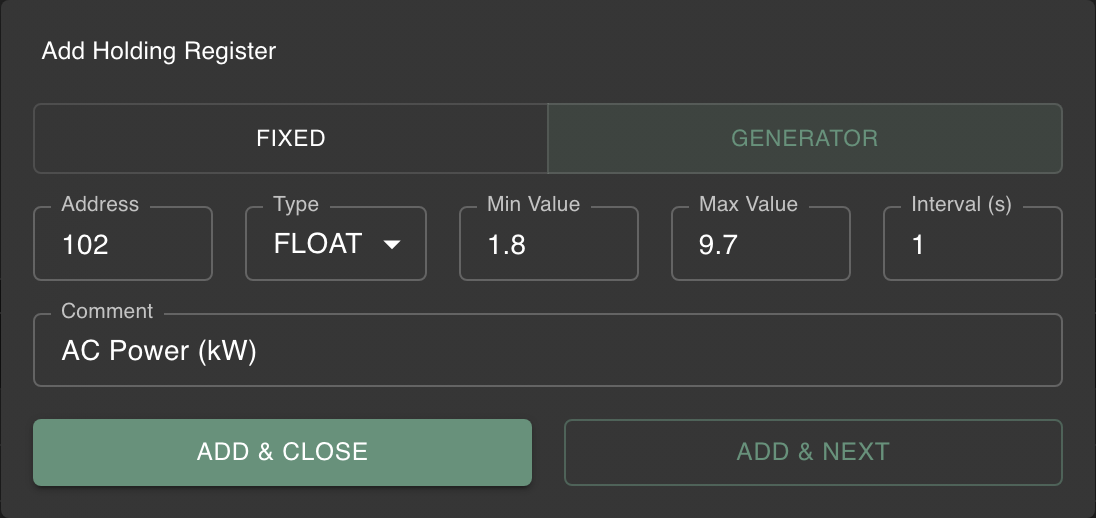 Add Holding Register
FIXED GENERATOR
Address Type Min Value Max Value Interval (s)
102 FLOAT 1.8 9.7 1
Comment
AC Power (kW)
ADD & CLOSE ADD & NEXT